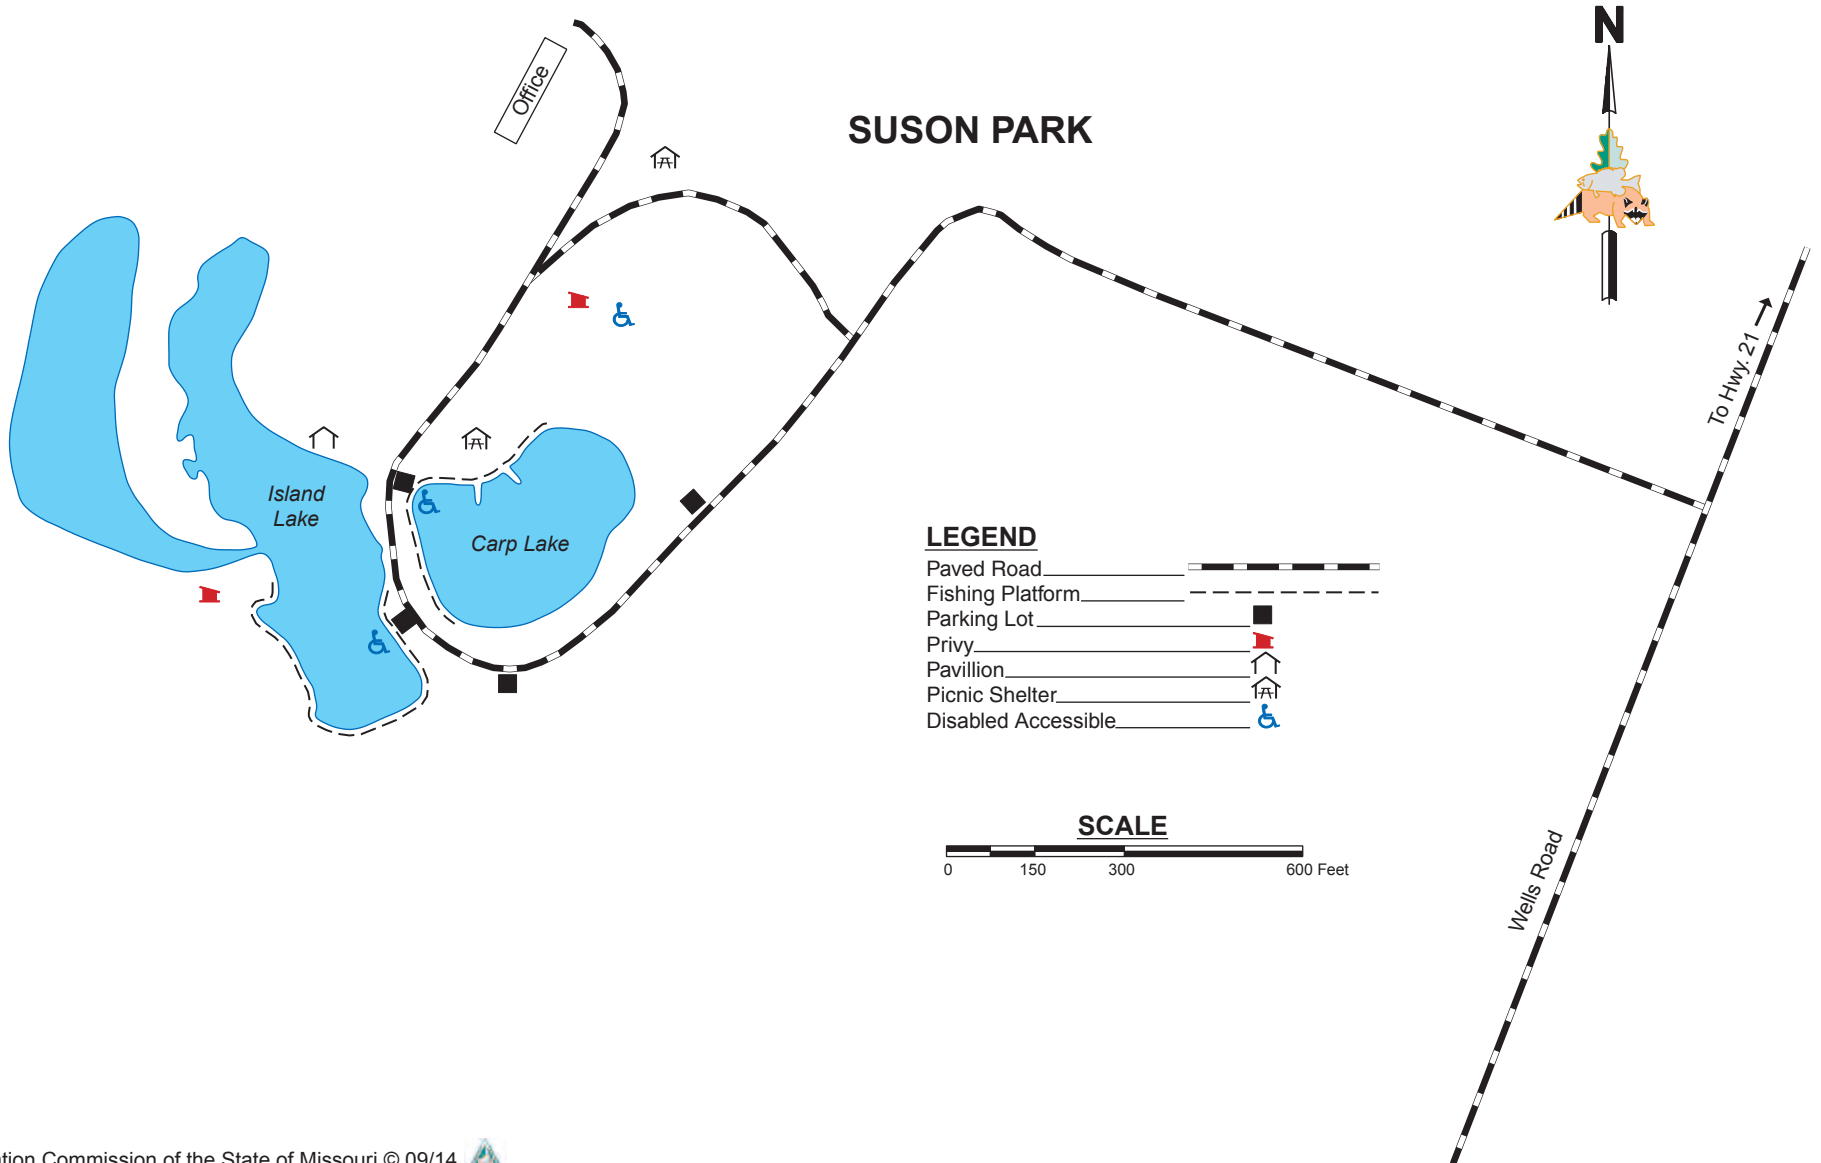 N
Office
SUSON PARK
To Hwy. 21
Island
Lake
Carp Lake
LEGEND
Paved Road
Fishing Platform
Parking Lot
Privy
Pavillion
Picnic Shelter
Disabled Accessible
SCALE
0 150 300 600 Feet
Wells Road
Commission of the State of Missouri © 09/14